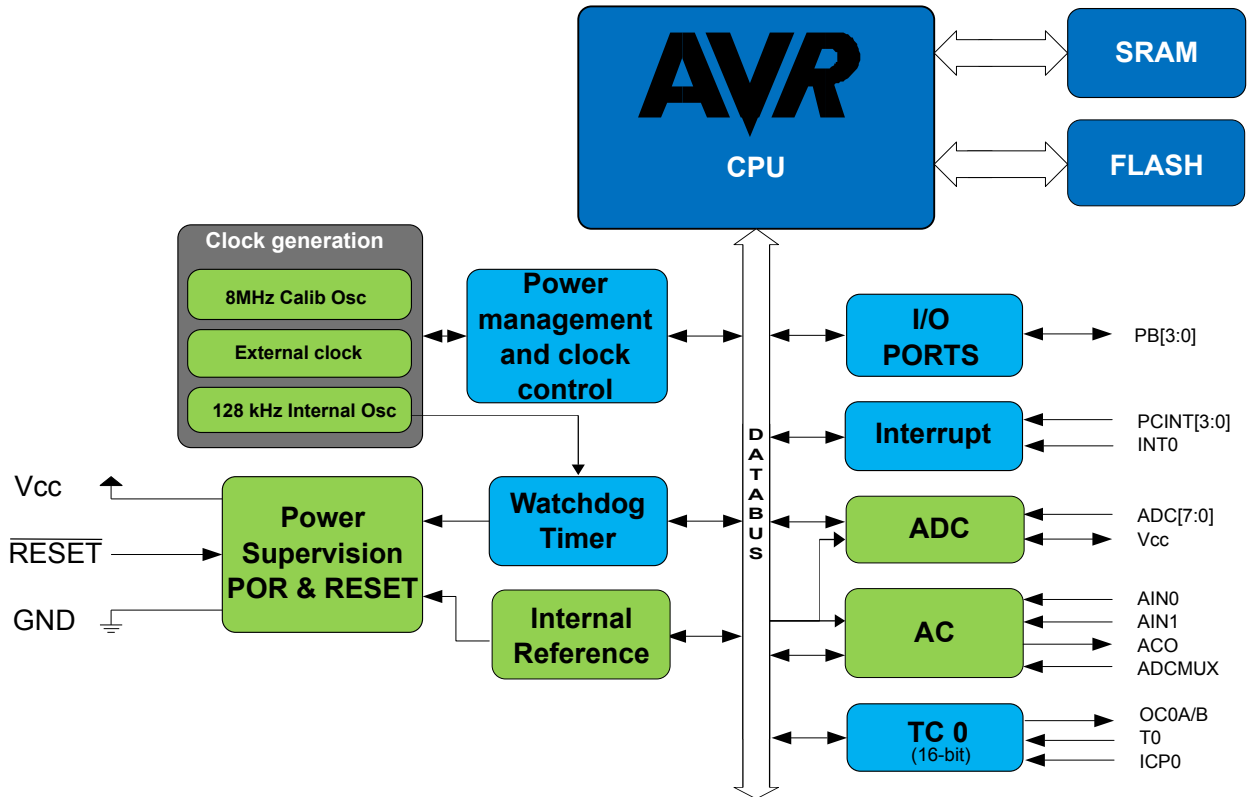 AVR
CPU
SRAM
FLASH
Clock generation
8MHz Calib Osc
External clock
128 kHz Internal Osc
Power
management
and clock
control
I/O
PORTS
PB[3:0]
Interrupt
PCINT[3:0]
INT0
DATABUS
Vcc
RESET
GND
Power
Supervision
POR & RESET
Watchdog
Timer
Internal
Reference
ADC
ADC[7:0]
Vcc
AC
AIN0
AIN1
ACO
ADCMUX
TC 0
(16-bit)
OC0A/B
T0
ICP0